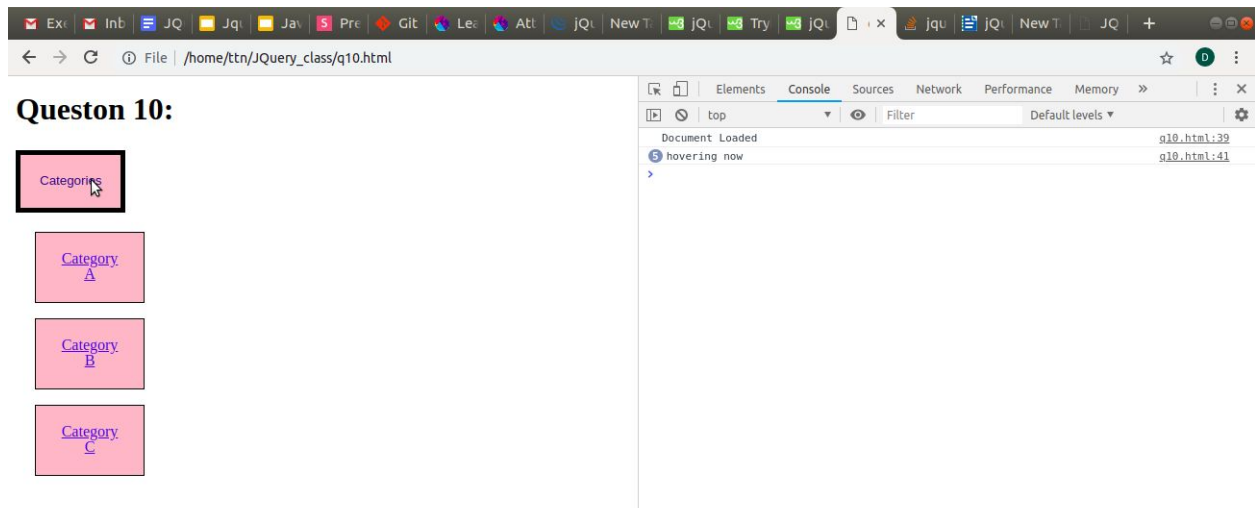 Exe Inb JQ Jqu Jav Pre Git Lea Att jQu New T jQu Try jQu jqu jQu New T JQ
File /home/ttn/JQuery_class/q10.html D
Elements Console Sources Network Performance Memory »
top Filter Default levels
Document Loaded q10.html:39
5 hovering now q10.html:41
Queston 10:
Categories
Category
A
Category
B
Category
C